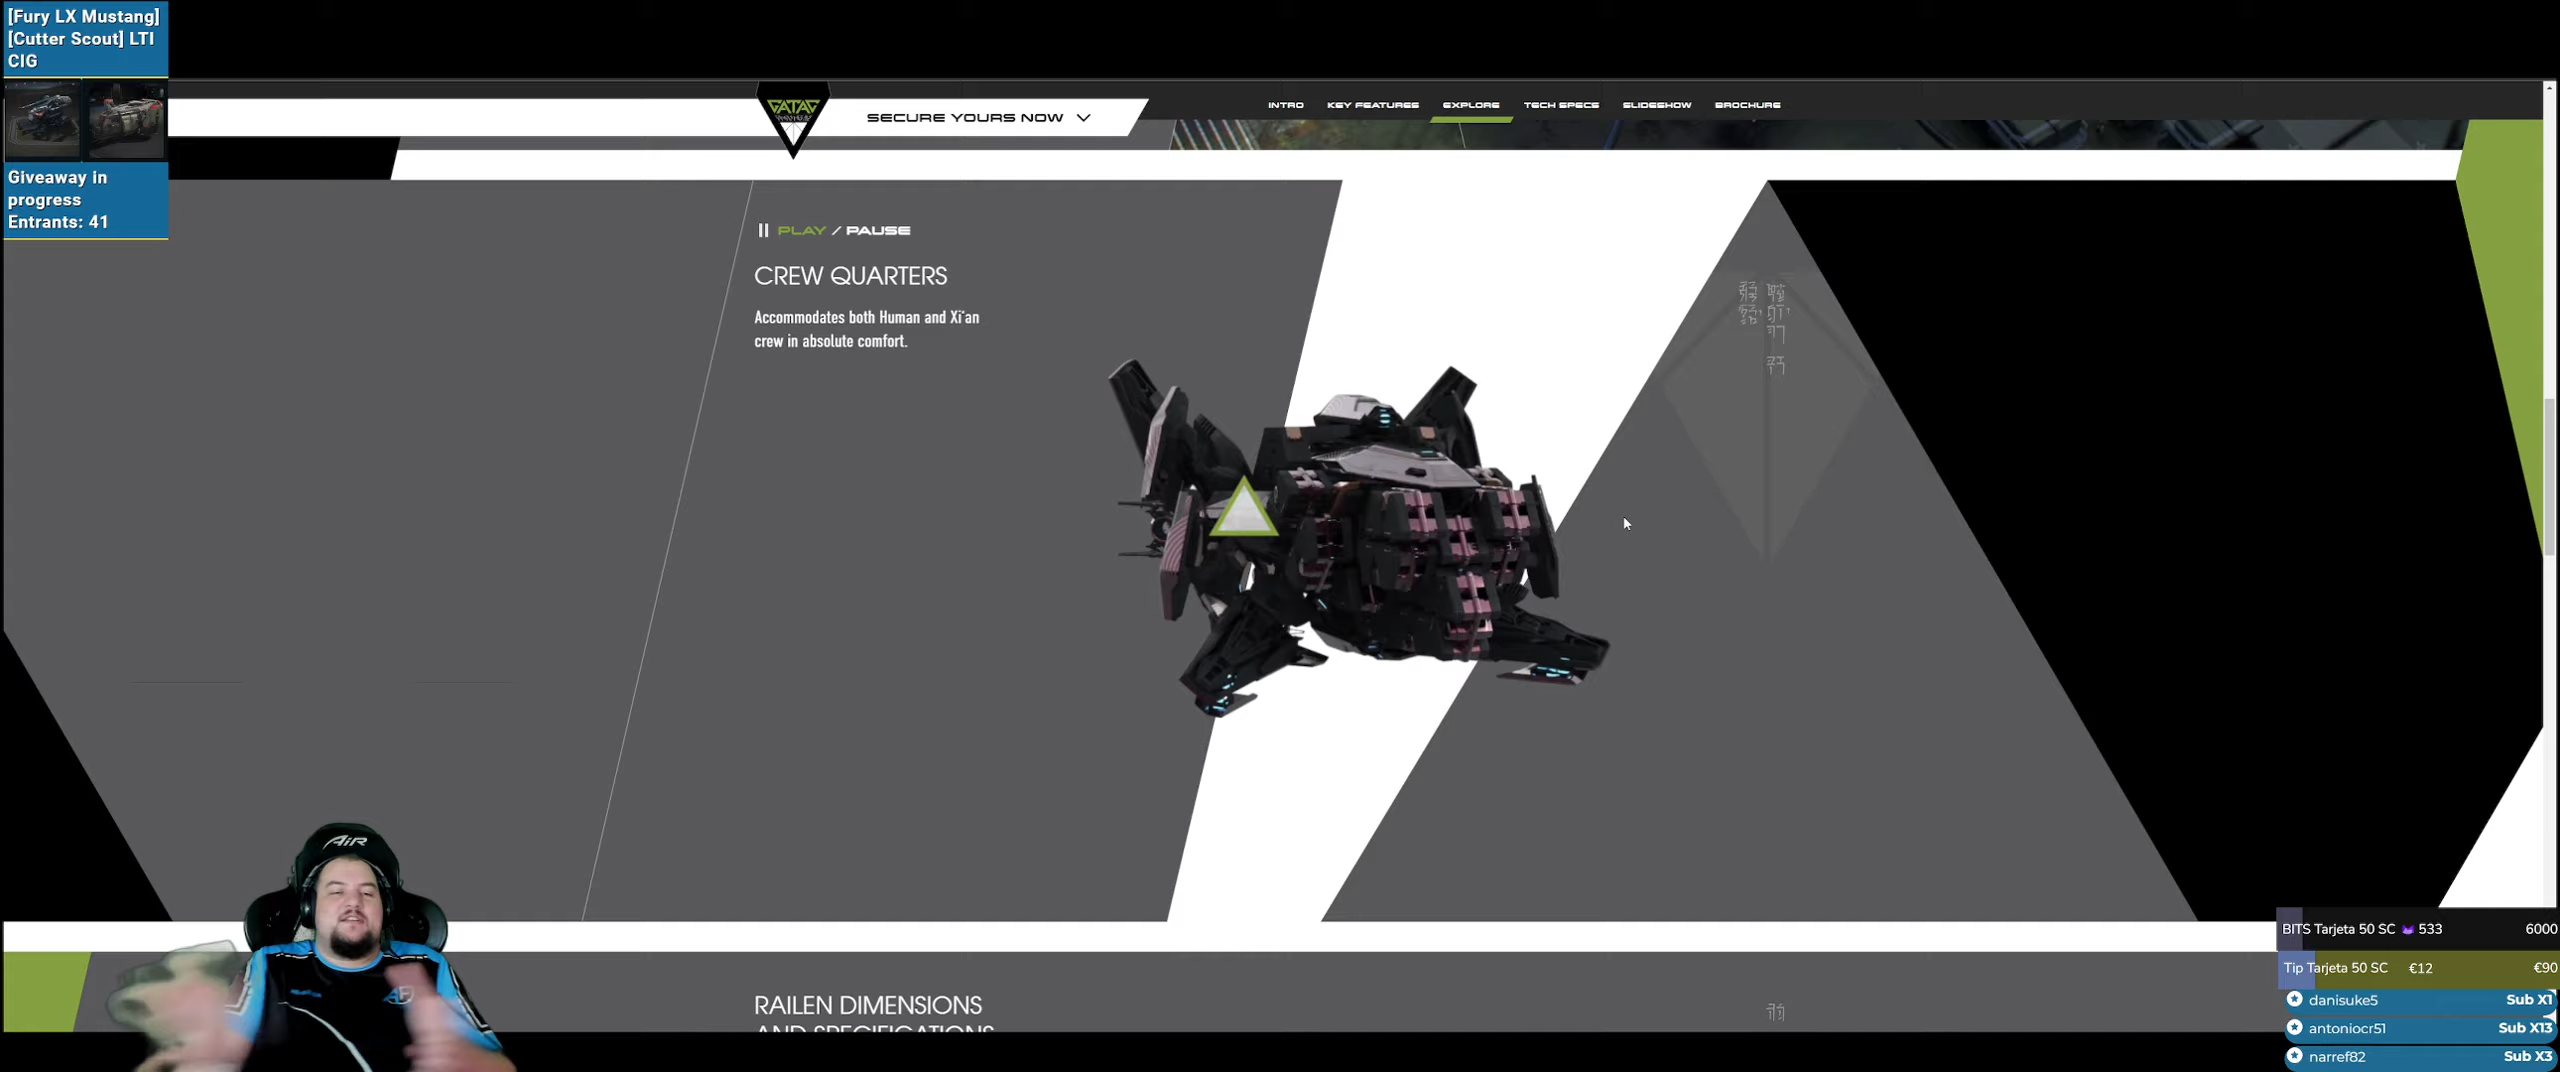 [Fury LX Mustang]
[Cutter Scout] LTI
CIG
Giveaway in
progress
Entrants: 41
GATAC
SECURE YOURS NOW
INTRO KEY FEATURES EXPLORE TECH SPECS SLIDESHOW BROCHURE
PLAY / PAUSE
CREW QUARTERS
Accommodates both Human and Xi'an
crew in absolute comfort.
AiR
RAILEN DIMENSIONS
AND SPECIFICATIONS
BITS Tarjeta 50 SC 533 6000
Tip Tarjeta 50 SC €12 €90
danisuke5 Sub X1
antoniocr51 Sub X13
narref82 Sub X3